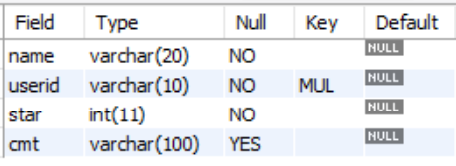 Field Type Null Key Default
name varchar(20) NO NULL
userid varchar(10) NO MUL NULL
star int(11) NO NULL
cmt varchar(100) YES NULL